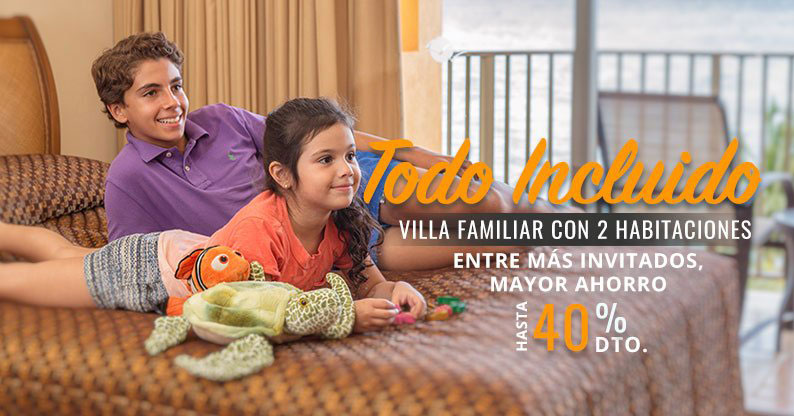 Todo Incluido
VILLA FAMILIAR CON 2 HABITACIONES
ENTRE MÁS INVITADOS,
MAYOR AHORRO
HASTA 40% DTO.